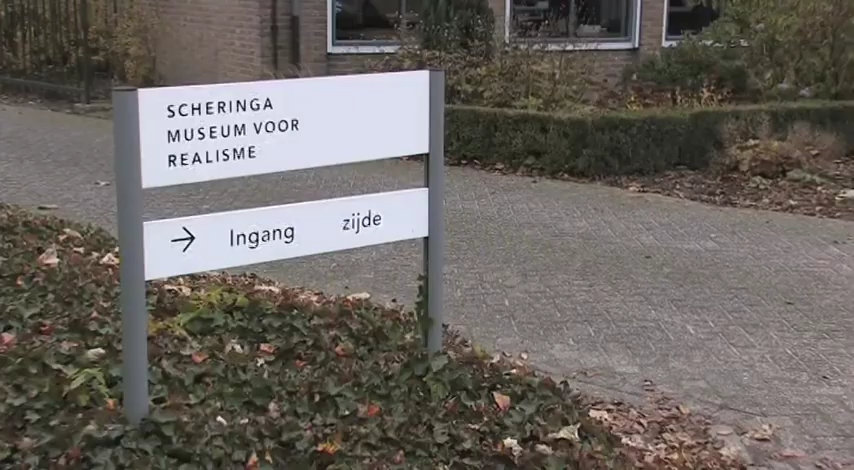 SCHERINGA
MUSEUM VOOR
REALISME
→ Ingang zijde